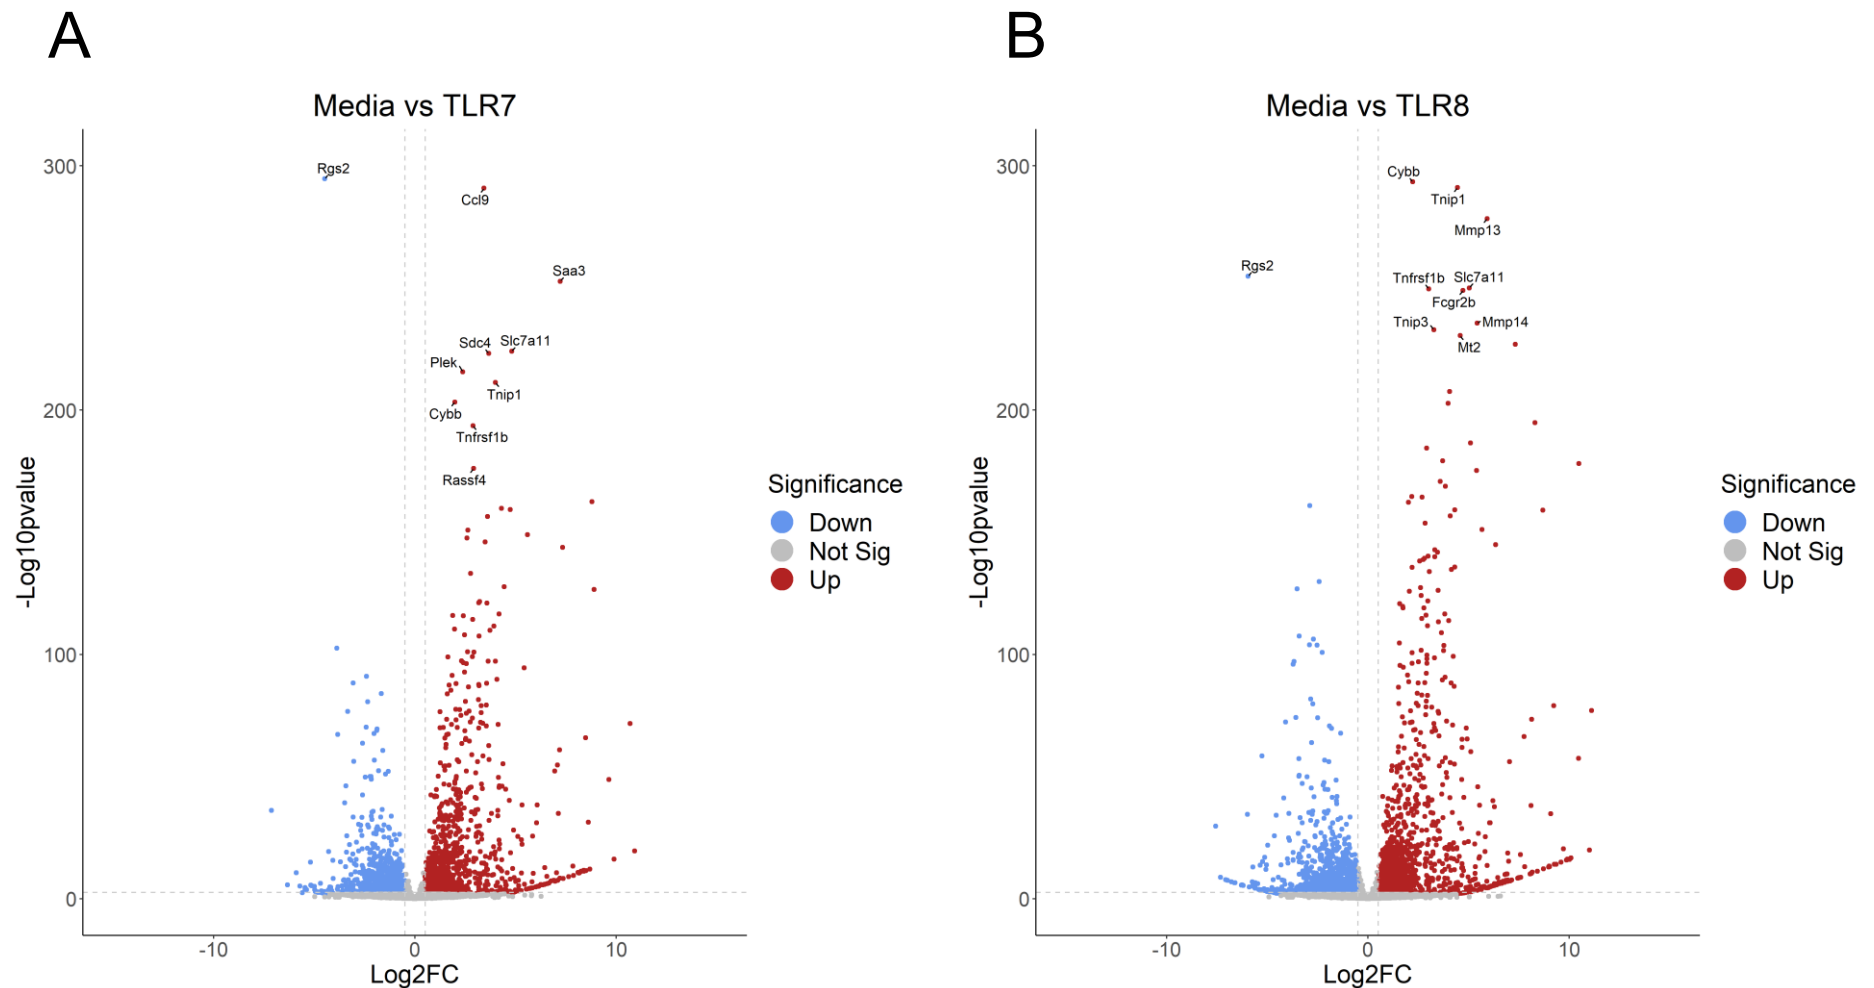 A
Media vs TLR7
300
200
100
0
-Log10pvalue
Rgs2
Ccl9
Saa3
Sdc4
Slc7a11
Plek
Tnip1
Cybb
Tnfrsf1b
Rassf4
-10
0
10
Log2FC
Significance
Down
Not Sig
Up
B
Media vs TLR8
300
200
100
0
-Log10pvalue
Cybb
Tnip1
Mmp13
Rgs2
Tnfrsf1b
Slc7a11
Fcgr2b
Tnip3
Mmp14
Mt2
-10
0
10
Log2FC
Significance
Down
Not Sig
Up